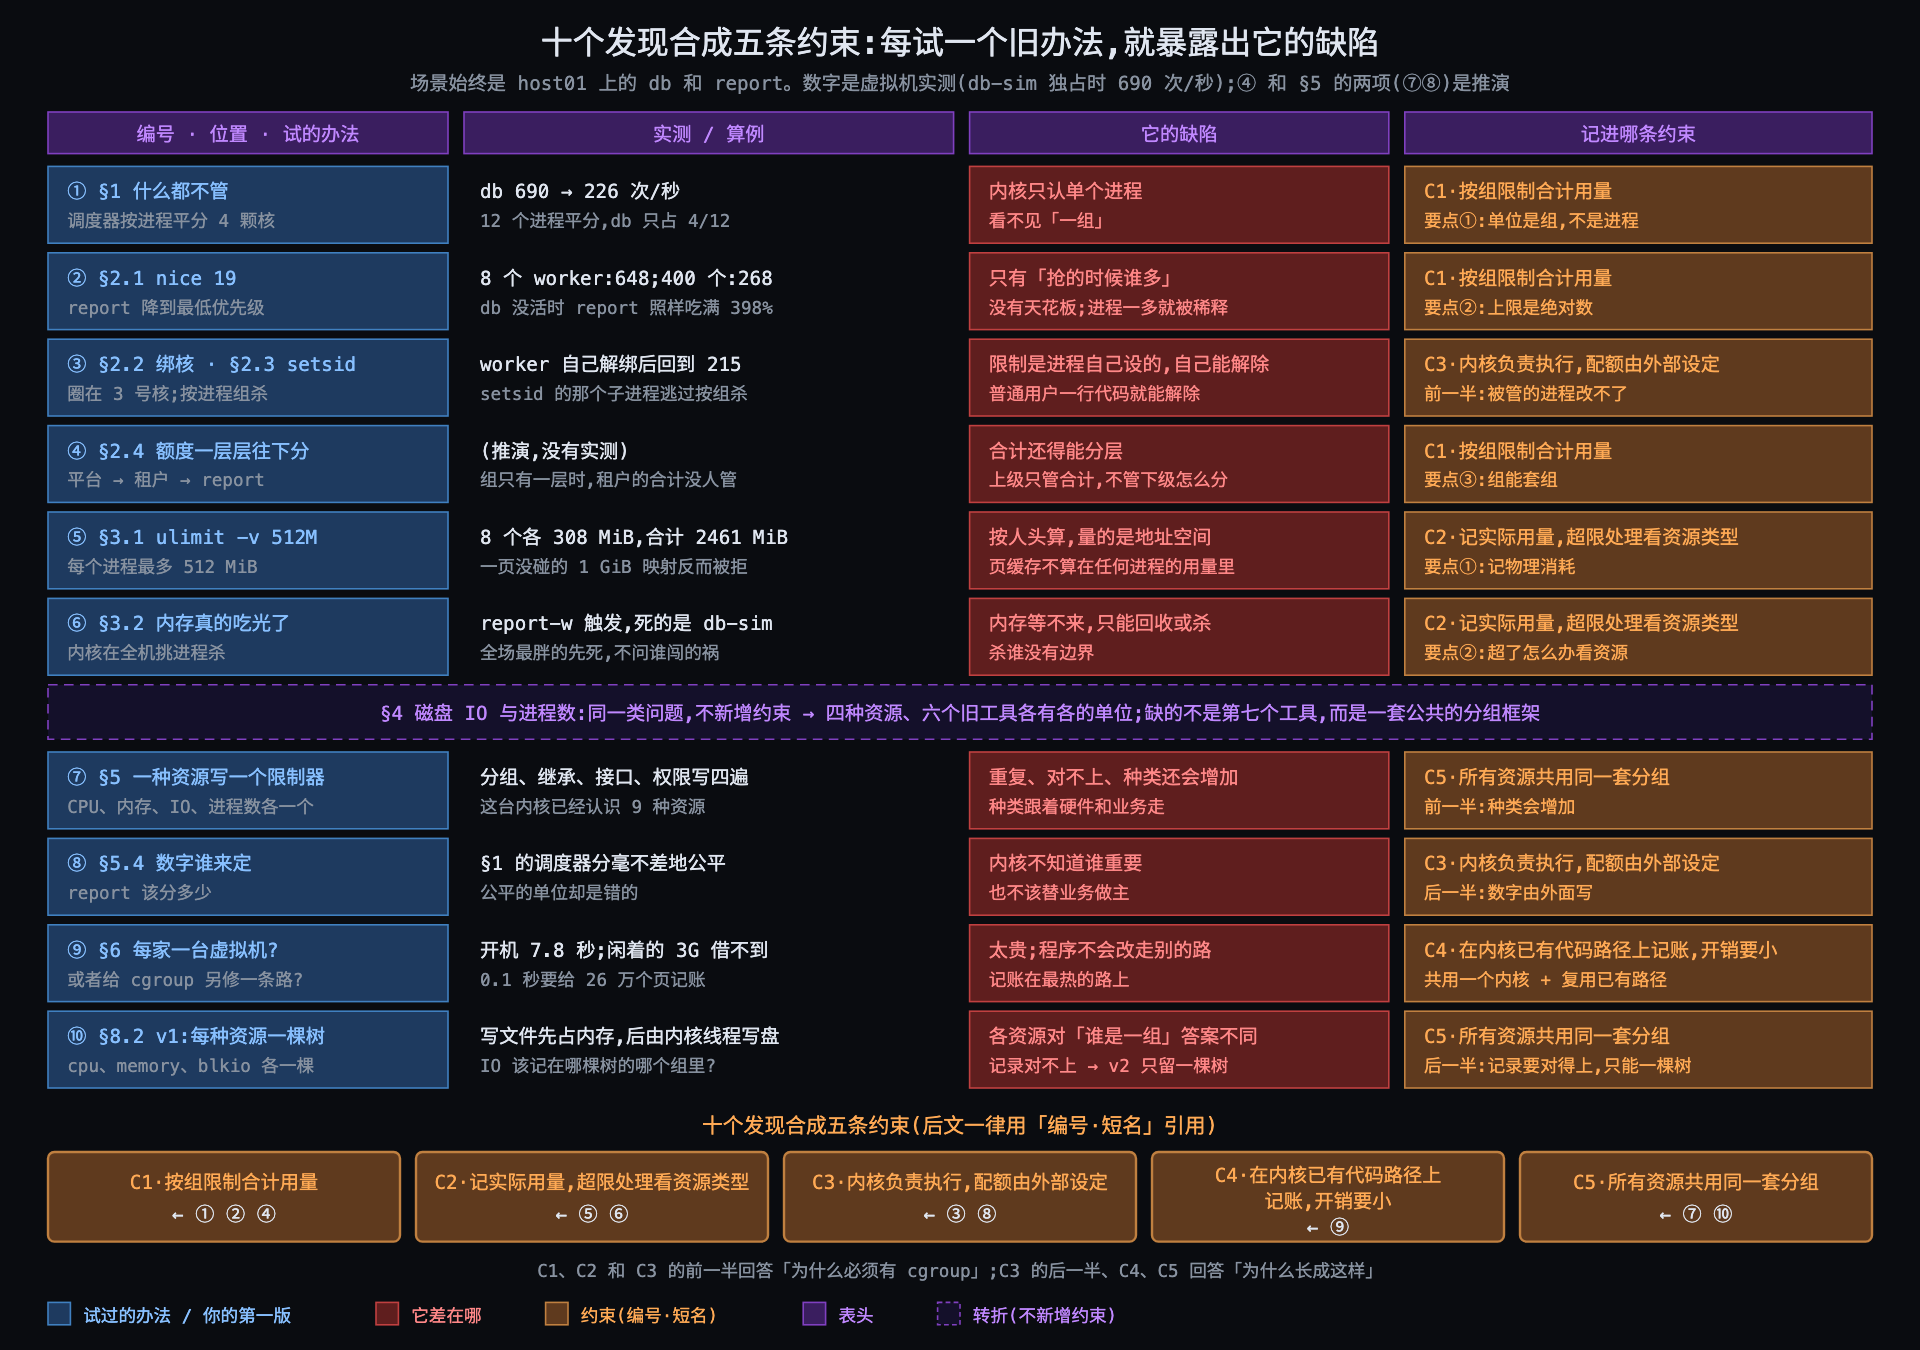 十个发现合成五条约束:每试一个旧办法,就暴露出它的缺陷
场景始终是 host01 上的 db 和 report。数字是虚拟机实测(db-sim 独占时 690 次/秒);④ 和 §5 的两项(⑦⑧)是推演
编号 · 位置 · 试的办法
实测 / 算例
它的缺陷
记进哪条约束
① §1 什么都不管
调度器按进程平分 4 颗核
db 690 → 226 次/秒
12 个进程平分,db 只占 4/12
内核只认单个进程
看不见「一组」
C1·按组限制合计用量
要点①:单位是组,不是进程
② §2.1 nice 19
report 降到最低优先级
8 个 worker:648;400 个:268
db 没活时 report 照样吃满 398%
只有「抢的时候谁多」
没有天花板;进程一多就被稀释
C1·按组限制合计用量
要点②:上限是绝对数
③ §2.2 绑核 · §2.3 setsid
圈在 3 号核;按进程组杀
worker 自己解绑后回到 215
setsid 的那个子进程逃过按组杀
限制是进程自己设的,自己能解除
普通用户一行代码就能解除
C3·内核负责执行,配额由外部设定
前一半:被管的进程改不了
④ §2.4 额度一层层往下分
平台 → 租户 → report
(推演,没有实测)
组只有一层时,租户的合计没人管
合计还得能分层
上级只管合计,不管下级怎么分
C1·按组限制合计用量
要点③:组能套组
⑤ §3.1 ulimit -v 512M
每个进程最多 512 MiB
8 个各 308 MiB,合计 2461 MiB
一页没碰的 1 GiB 映射反而被拒
按人头算,量的是地址空间
页缓存不算在任何进程的用量里
C2·记实际用量,超限处理看资源类型
要点①:记物理消耗
⑥ §3.2 内存真的吃光了
内核在全机挑进程杀
report-w 触发,死的是 db-sim
全场最胖的先死,不问谁闯的祸
内存等不来,只能回收或杀
杀谁没有边界
C2·记实际用量,超限处理看资源类型
要点②:超了怎么办看资源
§4 磁盘 IO 与进程数:同一类问题,不新增约束 → 四种资源、六个旧工具各有各的单位;缺的不是第七个工具,而是一套公共的分组框架
⑦ §5 一种资源写一个限制器
CPU、内存、IO、进程数各一个
分组、继承、接口、权限写四遍
这台内核已经认识 9 种资源
重复、对不上、种类还会增加
种类跟着硬件和业务走
C5·所有资源共用同一套分组
前一半:种类会增加
⑧ §5.4 数字谁来定
report 该分多少
§1 的调度器分毫不差地公平
公平的单位却是错的
内核不知道谁重要
也不该替业务做主
C3·内核负责执行,配额由外部设定
后一半:数字由外面写
⑨ §6 每家一台虚拟机?
或者给 cgroup 另修一条路?
开机 7.8 秒;闲着的 3G 借不到
0.1 秒要给 26 万个页记账
太贵;程序不会改走别的路
记账在最热的路上
C4·在内核已有代码路径上记账,开销要小
共用一个内核 + 复用已有路径
⑩ §8.2 v1:每种资源一棵树
cpu、memory、blkio 各一棵
写文件先占内存,后由内核线程写盘
IO 该记在哪棵树的哪个组里?
各资源对「谁是一组」答案不同
记录对不上 → v2 只留一棵树
C5·所有资源共用同一套分组
后一半:记录要对得上,只能一棵树
十个发现合成五条约束(后文一律用「编号·短名」引用)
C1·按组限制合计用量
← ① ② ④
C2·记实际用量,超限处理看资源类型
← ⑤ ⑥
C3·内核负责执行,配额由外部设定
← ③ ⑧
C4·在内核已有代码路径上
记账,开销要小
← ⑨
C5·所有资源共用同一套分组
← ⑦ ⑩
C1、C2 和 C3 的前一半回答「为什么必须有 cgroup」;C3 的后一半、C4、C5 回答「为什么长成这样」
试过的办法 / 你的第一版
它差在哪
约束(编号·短名)
表头
转折(不新增约束)